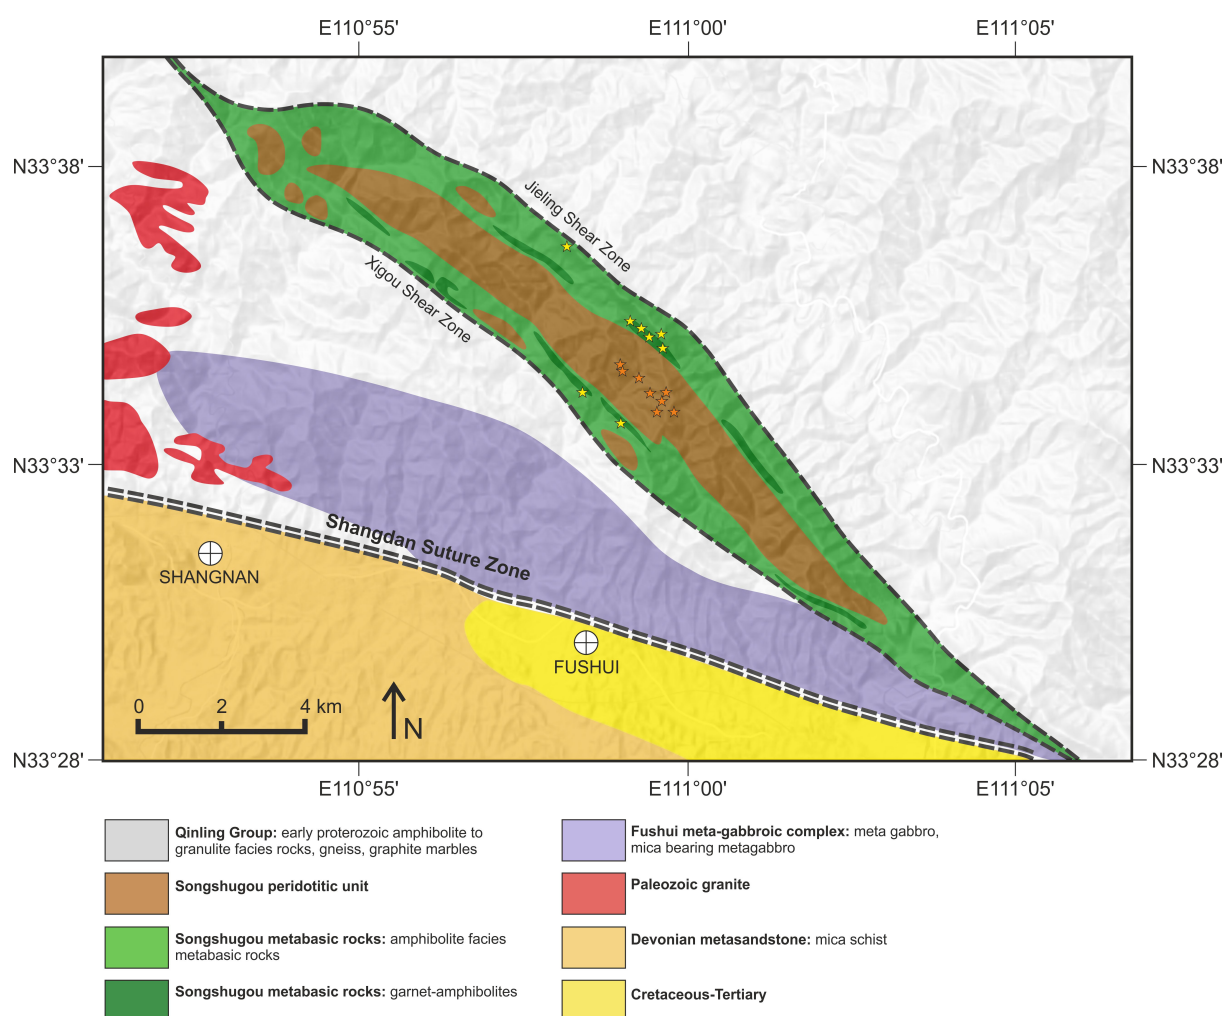 E110°55'
E111°00'
E111°05'
N33°38'
N33°38'
Jieling Shear Zone
Xigou Shear Zone
N33°33'
N33°33'
Shangdan Suture Zone
SHANGNAN
FUSHUI
0 2 4 km
N
N33°28'
N33°28'
E110°55'
E111°00'
E111°05'
Qinling Group: early proterozoic amphibolite to
granulite facies rocks, gneiss, graphite marbles
Songshugou peridotitic unit
Songshugou metabasic rocks: amphibolite facies
metabasic rocks
Songshugou metabasic rocks: garnet-amphibolites
Fushui meta-gabbroic complex: meta gabbro,
mica bearing metagabbro
Paleozoic granite
Devonian metasandstone: mica schist
Cretaceous-Tertiary